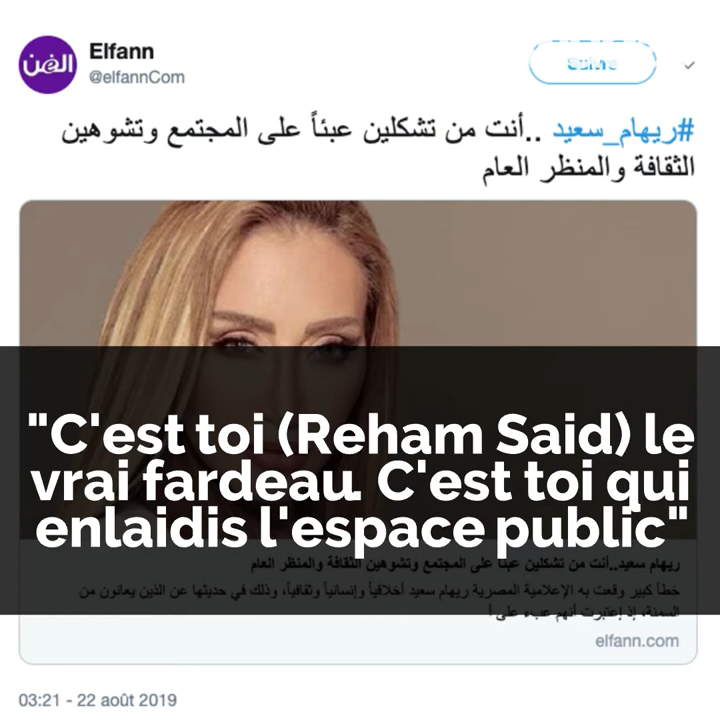 الفن
Elfann
@elfannCom
#ريهام_سعيد ..أنت من تشكلين عبئاً على المجتمع وتشوهين
الثقافة والمنظر العام
"C'est toi (Reham Said) le
vrai fardeau. C'est toi qui
enlaidis l'espace public"
ريهام سعيد..أنت من تشكلين عبئا على المجتمع وتشوهين الثقافة والمنظر العام
خطأ كبير وقعت به الإعلامية المصرية ريهام سعيد أخلاقياً وإنسانياً وثقافياً، وذلك في حديثها عن الذين يعانون من
السمنة، إذ إعتبرت أنهم عبء على أ
elfann.com
03:21 - 22 août 2019